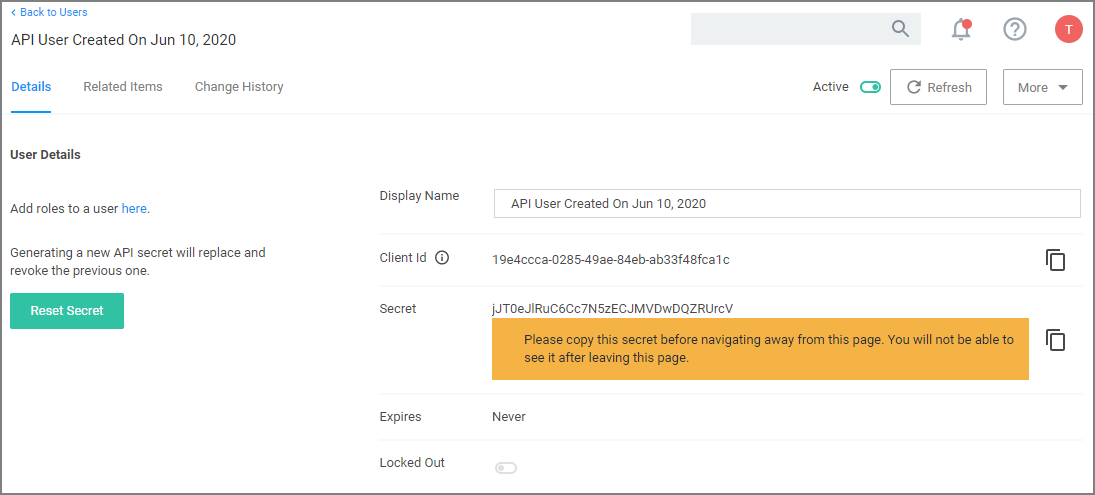 Back to Users
API User Created On Jun 10, 2020
T
Details
Related Items
Change History
Active
Refresh
More
User Details
Add roles to a user here.
Generating a new API secret will replace and
revoke the previous one.
Reset Secret
Display Name
API User Created On Jun 10, 2020
Client Id
19e4ccca-0285-49ae-84eb-ab33f48fca1c
Secret
jJT0eJlRuC6Cc7N5zECJMVDwDQZRUrcV
Please copy this secret before navigating away from this page. You will not be able to
see it after leaving this page.
Expires
Never
Locked Out